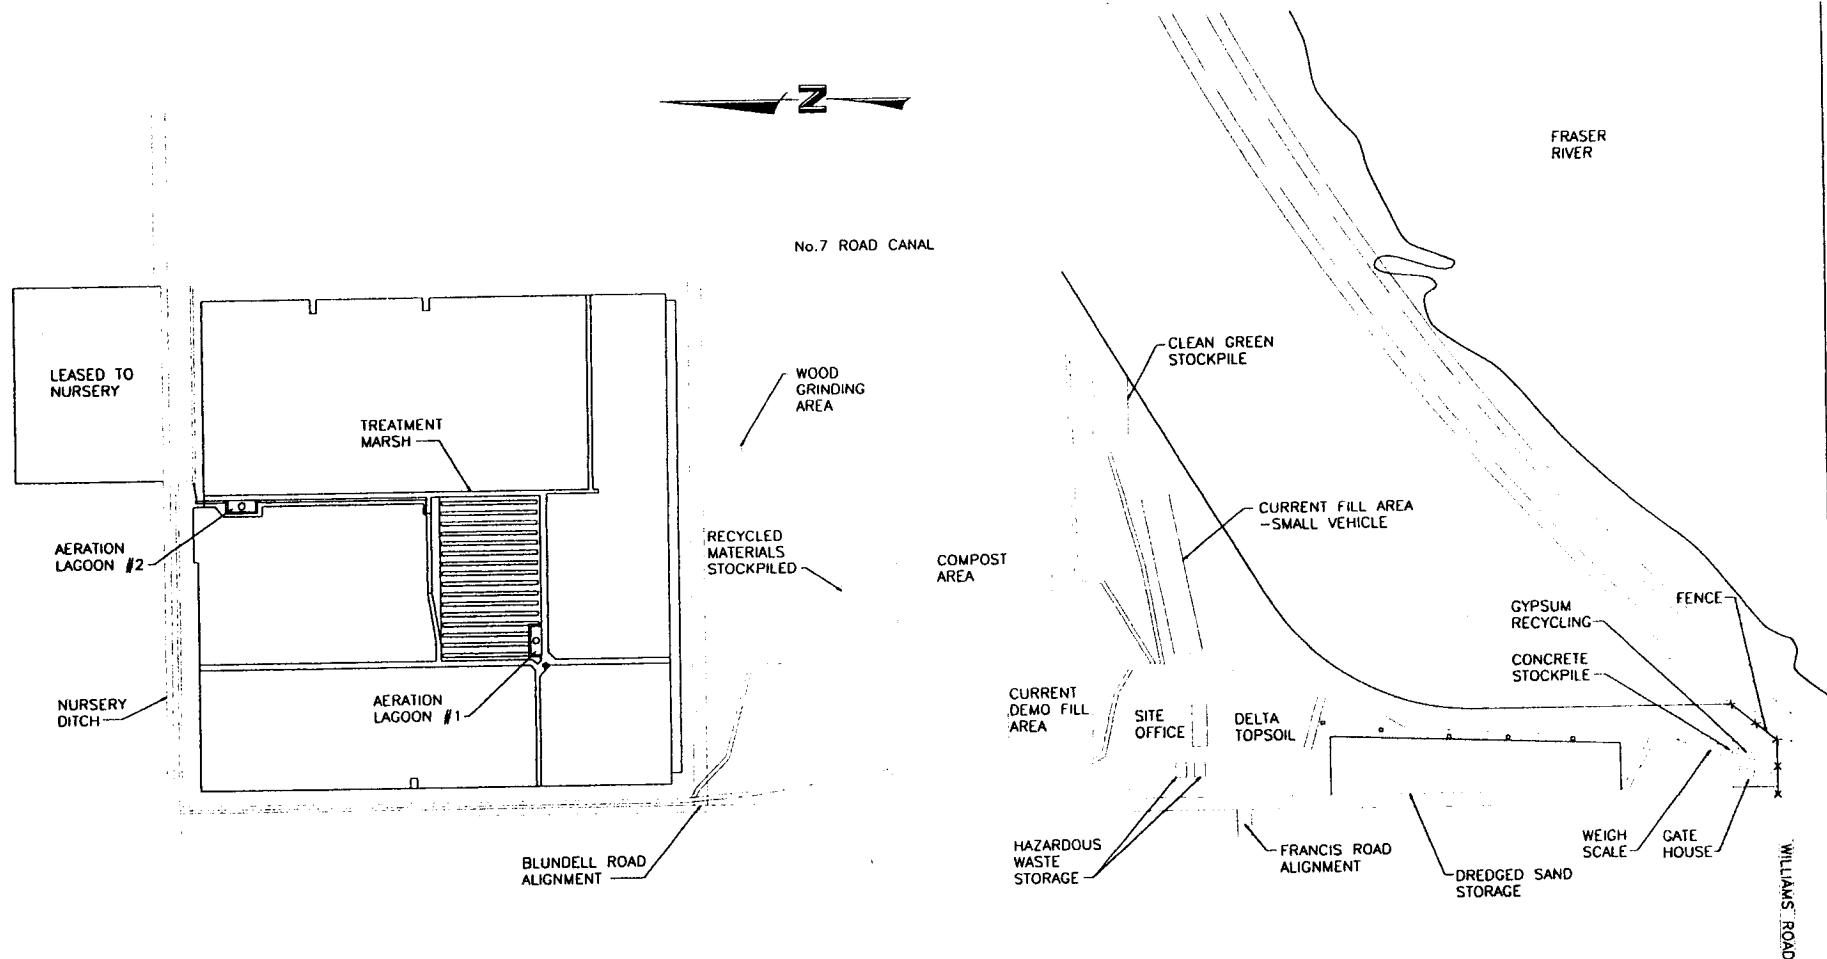 N
FRASER
RIVER
No.7 ROAD CANAL
CLEAN GREEN
STOCKPILE
LEASED TO
NURSERY
WOOD
GRINDING
AREA
TREATMENT
MARSH
CURRENT FILL AREA
-SMALL VEHICLE
RECYCLED
MATERIALS
STOCKPILED
COMPOST
AREA
AERATION
LAGOON #2
GYPSUM
RECYCLING
FENCE
CONCRETE
STOCKPILE
NURSERY
DITCH
AERATION
LAGOON #1
CURRENT
DEMO FILL
AREA
SITE
OFFICE
DELTA
TOPSOIL
BLUNDELL ROAD
ALIGNMENT
HAZARDOUS
WASTE
STORAGE
FRANCIS ROAD
ALIGNMENT
DREDGED SAND
STORAGE
WEIGH
SCALE
GATE
HOUSE
WILLIAMS ROAD